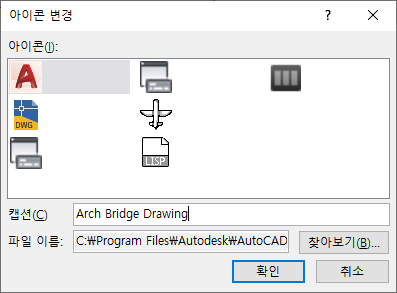 아이콘 변경
아이콘(I):
A
DWG
LTSP
캡션(C)
Arch Bridge Drawing
파일 이름:
C:₩Program Files₩Autodesk₩AutoCAD
찾아보기(B)...
확인
취소